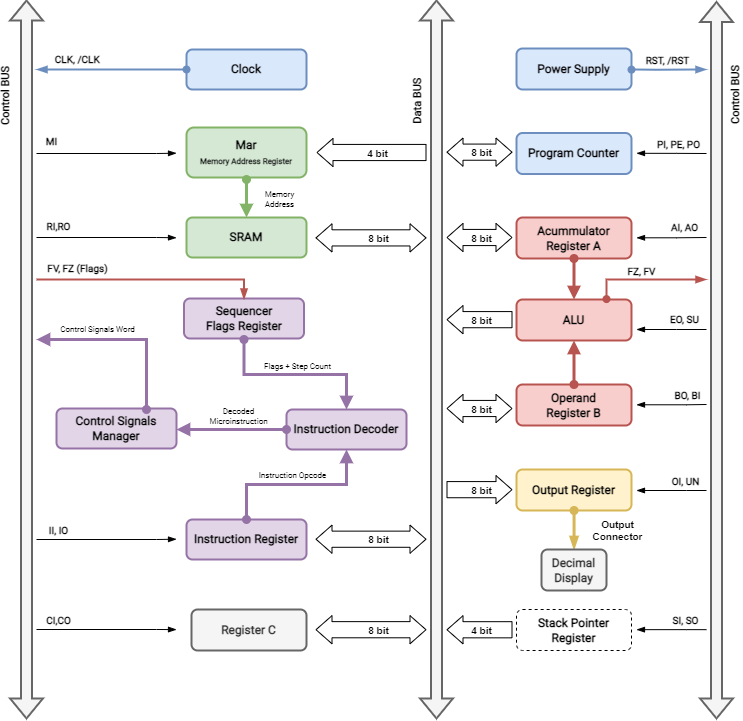 Control BUS
Data BUS
Control BUS
CLK, /CLK
Clock
Power Supply
RST, /RST
MI
Mar
Memory Address Register
4 bit
8 bit
Program Counter
PI, PE, PO
Memory
Address
RI,RO
SRAM
8 bit
8 bit
Acummulator
Register A
AI, AO
FV, FZ (Flags)
FZ, FV
Sequencer
Flags Register
8 bit
ALU
EO, SU
Control Signals Word
Flags + Step Count
Control Signals
Manager
Decoded
Microinstruction
Instruction Decoder
8 bit
Operand
Register B
BO, BI
Instruction Opcode
8 bit
Output Register
OI, UN
Output
Connector
II, IO
Instruction Register
8 bit
Decimal
Display
CI,CO
Register C
8 bit
4 bit
Stack Pointer
Register
SI, SO